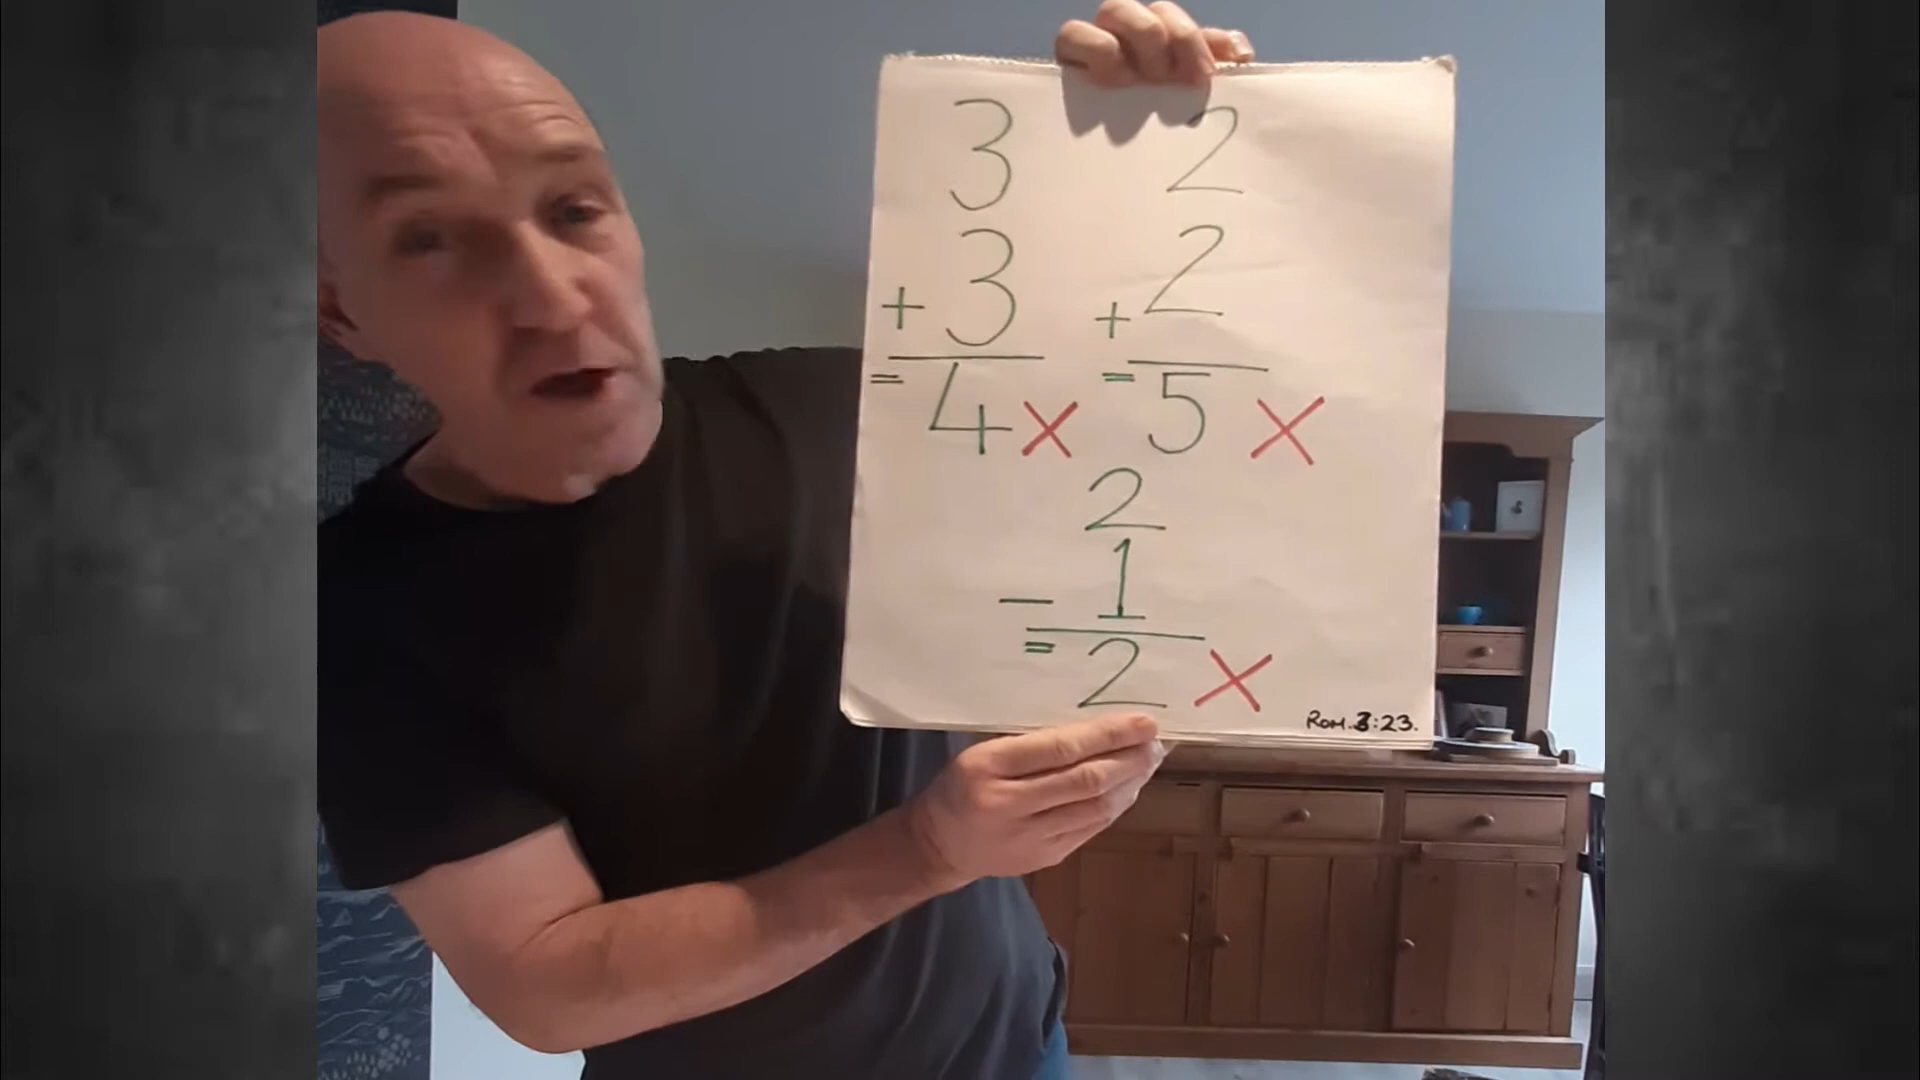 3 2
+ 3 + 2
= 4 X = 5 X
2
- 1
= 2 X
ROM.3:23.